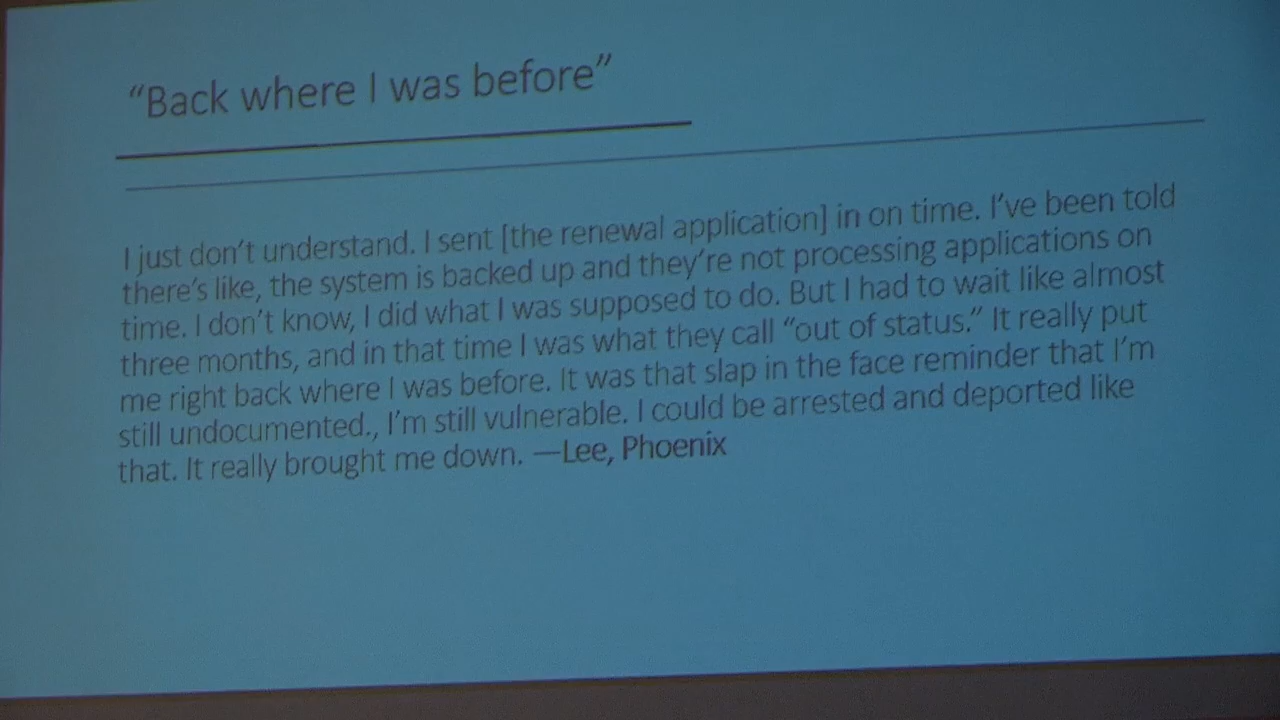 “Back where I was before”
I just don’t understand. I sent [the renewal application] in on time. I’ve been told
there’s like, the system is backed up and they’re not processing applications on
time. I don’t know, I did what I was supposed to do. But I had to wait like almost
three months, and in that time I was what they call “out of status.” It really put
me right back where I was before. It was that slap in the face reminder that I’m
still undocumented., I’m still vulnerable. I could be arrested and deported like
that. It really brought me down. —Lee, Phoenix